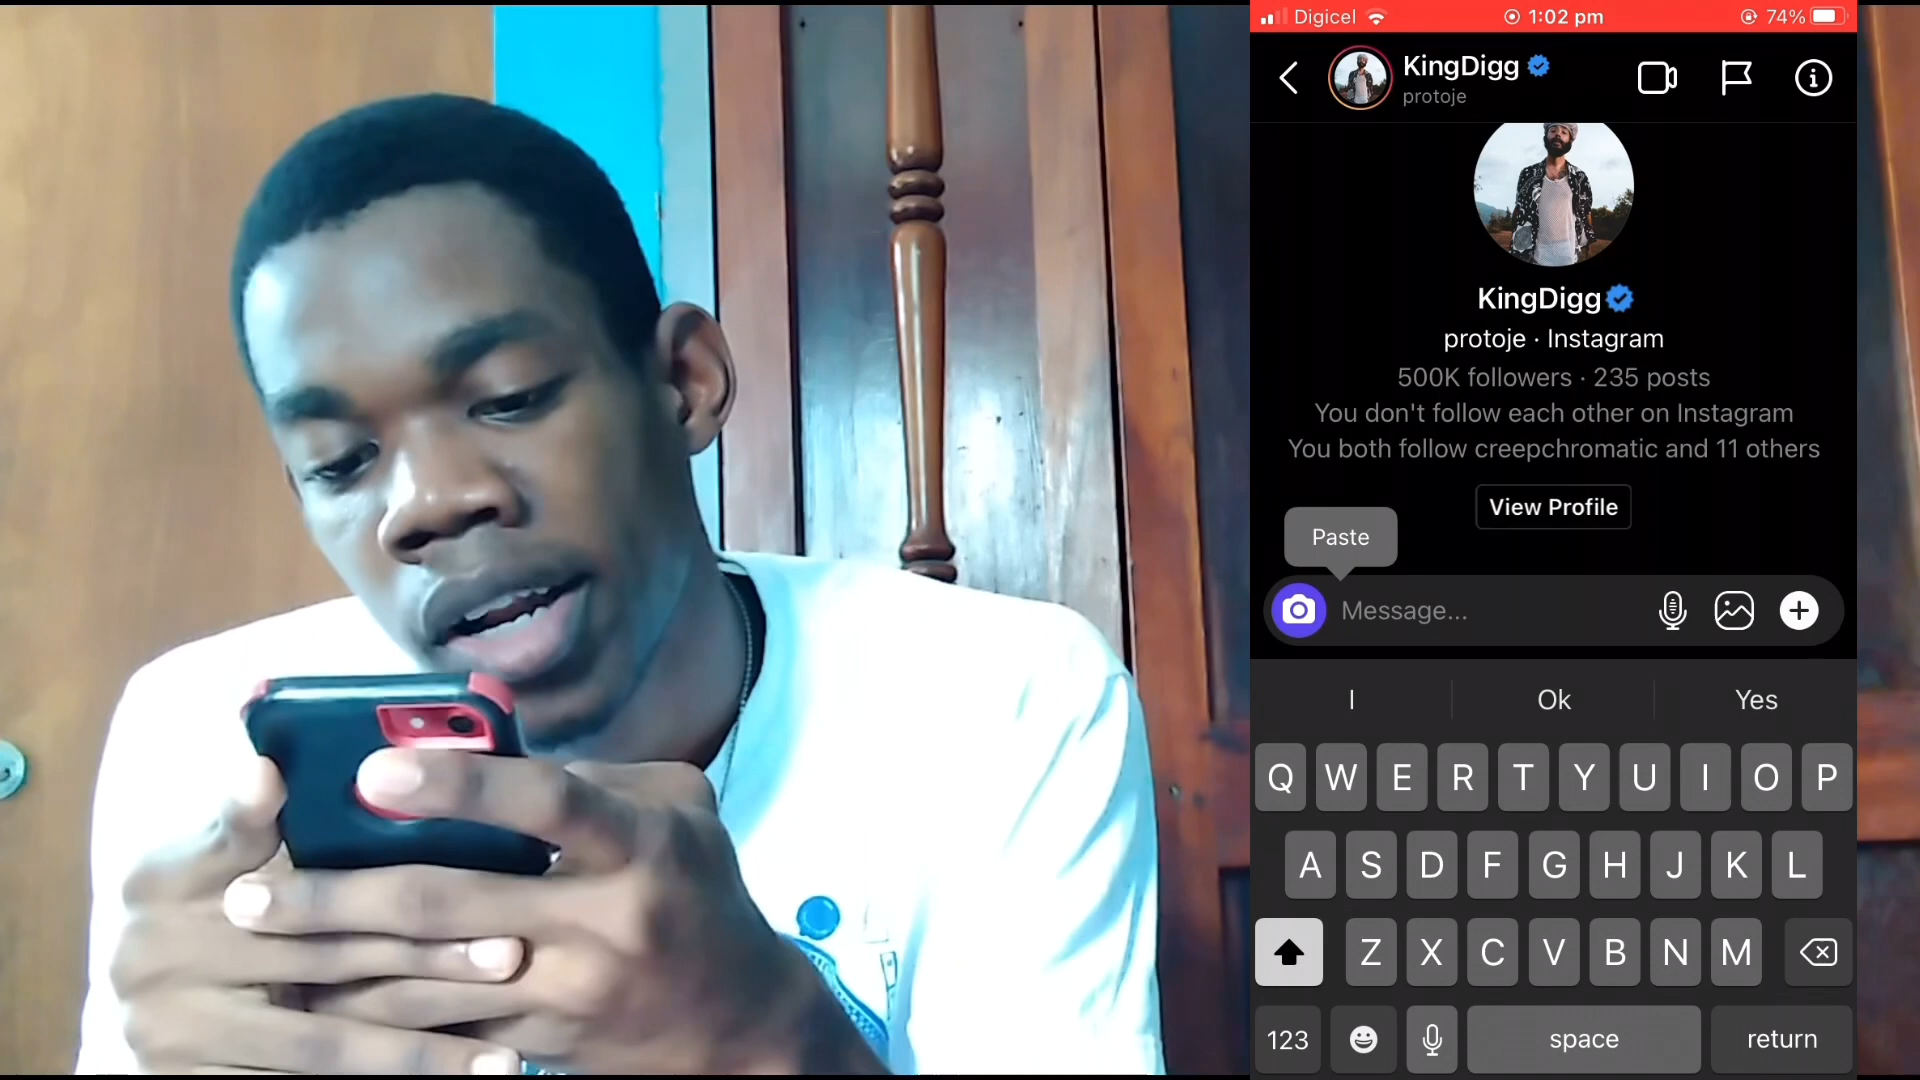 Digicel 1:02 pm 74%
KingDigg
protoje
KingDigg
protoje · Instagram
500K followers · 235 posts
You don't follow each other on Instagram
You both follow creepchromatic and 11 others
View Profile
Paste
Message...
I Ok Yes
Q W E R T Y U I O P
A S D F G H J K L
Z X C V B N M
123 space return